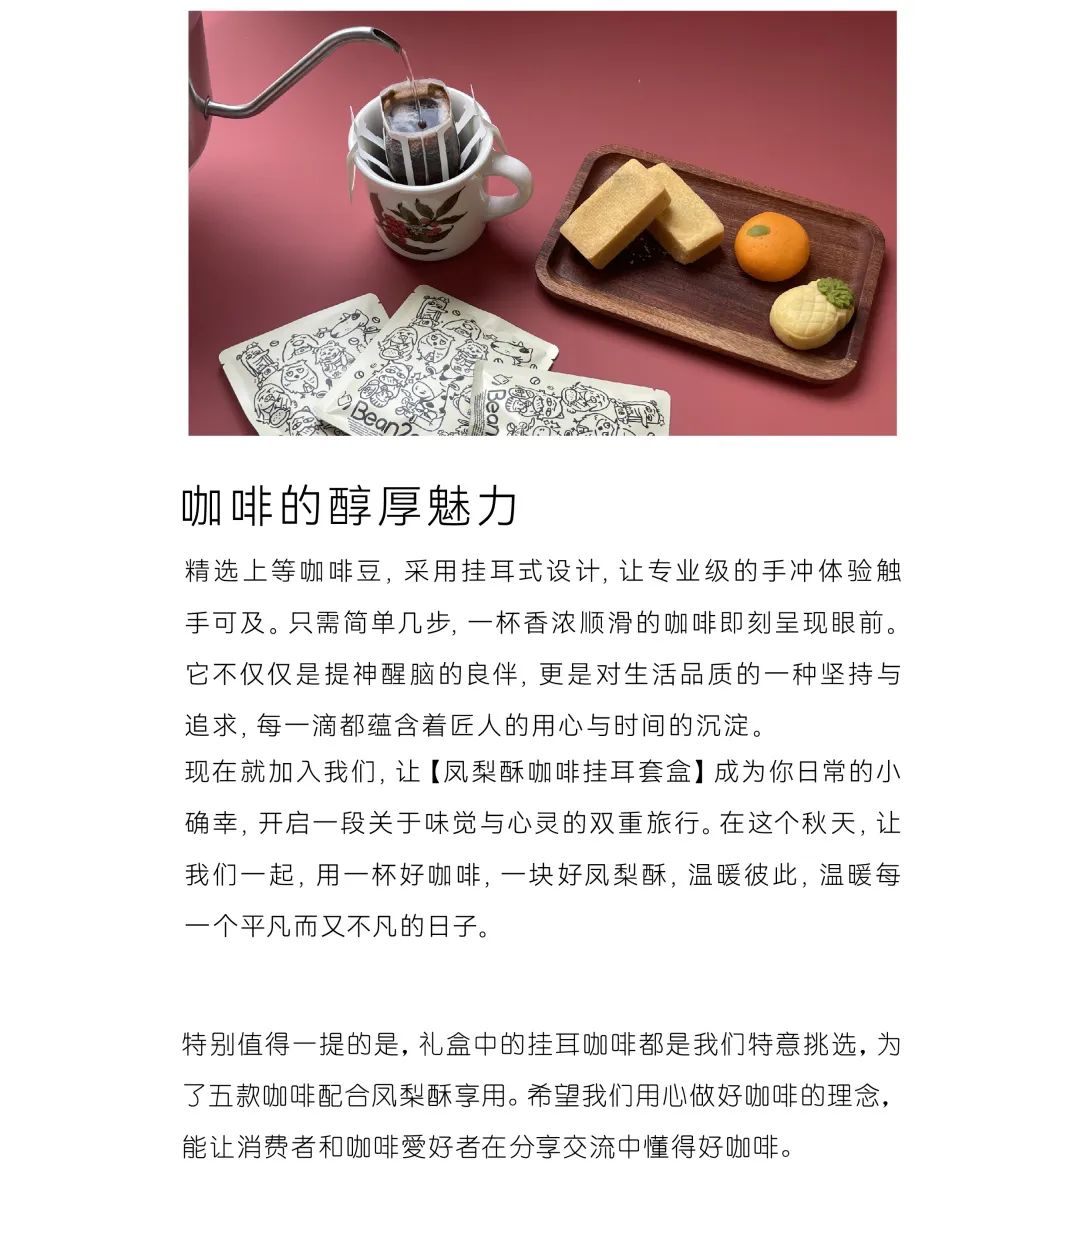 Bean2
Bean
咖啡的醇厚魅力
精选上等咖啡豆，采用挂耳式设计，让专业级的手冲体验触
手可及。只需简单几步，一杯香浓顺滑的咖啡即刻呈现眼前。
它不仅仅是提神醒脑的良伴，更是对生活品质的一种坚持与
追求，每一滴都蕴含着匠人的用心与时间的沉淀。
现在就加入我们，让【凤梨酥咖啡挂耳套盒】成为你日常的小
确幸，开启一段关于味觉与心灵的双重旅行。在这个秋天，让
我们一起，用一杯好咖啡，一块好凤梨酥，温暖彼此，温暖每
一个平凡而又不凡的日子。
特别值得一提的是，礼盒中的挂耳咖啡都是我们特意挑选，为
了五款咖啡配合凤梨酥享用。希望我们用心做好咖啡的理念，
能让消费者和咖啡愛好者在分享交流中懂得好咖啡。